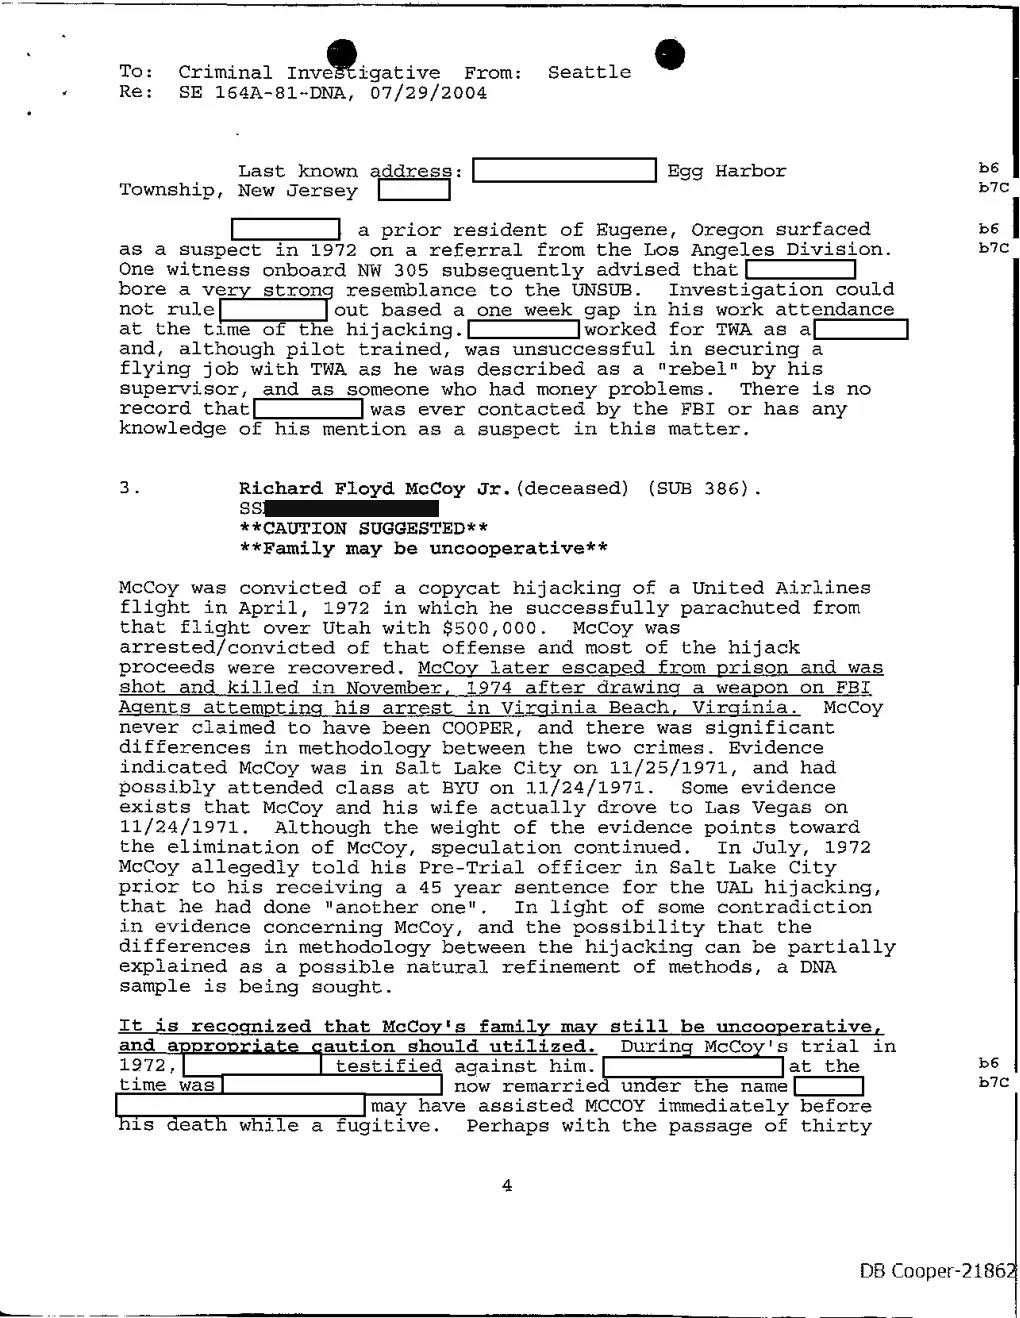 To: Criminal Investigative From: Seattle
Re: SE 164A-81-DNA, 07/29/2004
Last known address: Egg Harbor b6
Township, New Jersey b7C
a prior resident of Eugene, Oregon surfaced b6
as a suspect in 1972 on a referral from the Los Angeles Division. b7C
One witness onboard NW 305 subsequently advised that
bore a very strong resemblance to the UNSUB. Investigation could
not rule out based a one week gap in his work attendance
at the time of the hijacking. worked for TWA as a
and, although pilot trained, was unsuccessful in securing a
flying job with TWA as he was described as a "rebel" by his
supervisor, and as someone who had money problems. There is no
record that was ever contacted by the FBI or has any
knowledge of his mention as a suspect in this matter.
3. Richard Floyd McCoy Jr. (deceased) (SUB 386).
SS
**CAUTION SUGGESTED**
**Family may be uncooperative**
McCoy was convicted of a copycat hijacking of a United Airlines
flight in April, 1972 in which he successfully parachuted from
that flight over Utah with $500,000. McCoy was
arrested/convicted of that offense and most of the hijack
proceeds were recovered. McCoy later escaped from prison and was
shot and killed in November, 1974 after drawing a weapon on FBI
Agents attempting his arrest in Virginia Beach, Virginia. McCoy
never claimed to have been COOPER, and there was significant
differences in methodology between the two crimes. Evidence
indicated McCoy was in Salt Lake City on 11/25/1971, and had
possibly attended class at BYU on 11/24/1971. Some evidence
exists that McCoy and his wife actually drove to Las Vegas on
11/24/1971. Although the weight of the evidence points toward
the elimination of McCoy, speculation continued. In July, 1972
McCoy allegedly told his Pre-Trial officer in Salt Lake City
prior to his receiving a 45 year sentence for the UAL hijacking,
that he had done "another one". In light of some contradiction
in evidence concerning McCoy, and the possibility that the
differences in methodology between the hijacking can be partially
explained as a possible natural refinement of methods, a DNA
sample is being sought.
It is recognized that McCoy's family may still be uncooperative,
and appropriate caution should utilized. During McCoy's trial in
1972, testified against him. at the b6
time was now remarried under the name b7C
may have assisted MCCOY immediately before
his death while a fugitive. Perhaps with the passage of thirty
4
DB Cooper-21862